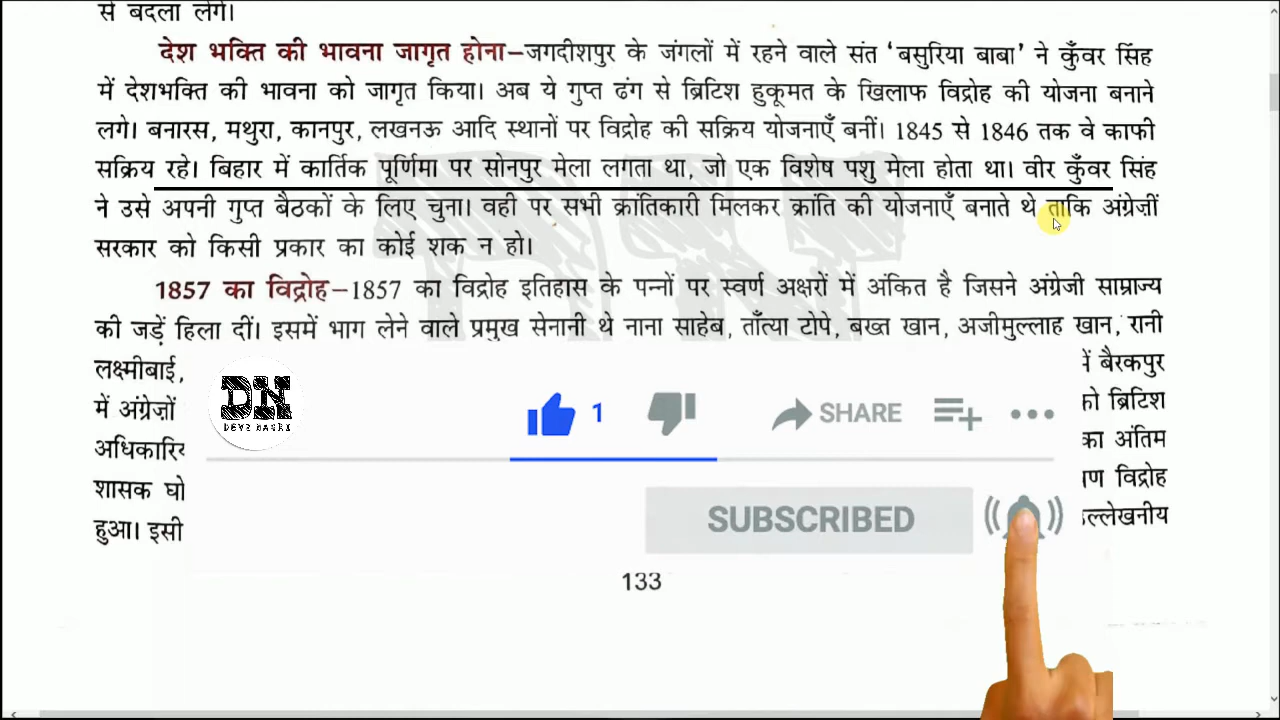 से बदला लेंगे।
देश भक्ति की भावना जागृत होना–जगदीशपुर के जंगलों में रहने वाले संत ‘बसुरिया बाबा’ ने कुँवर सिंह
में देशभक्ति की भावना को जागृत किया। अब ये गुप्त ढंग से ब्रिटिश हुकूमत के खिलाफ विद्रोह की योजना बनाने
लगे। बनारस, मथुरा, कानपुर, लखनऊ आदि स्थानों पर विद्रोह की सक्रिय योजनाएँ बनीं। 1845 से 1846 तक वे काफी
सक्रिय रहे। बिहार में कार्तिक पूर्णिमा पर सोनपुर मेला लगता था, जो एक विशेष पशु मेला होता था। वीर कुँवर सिंह
ने उसे अपनी गुप्त बैठकों के लिए चुना। वही पर सभी क्रांतिकारी मिलकर क्रांति की योजनाएँ बनाते थे ताकि अंग्रेजीं
सरकार को किसी प्रकार का कोई शक न हो।
1857 का विद्रोह–1857 का विद्रोह इतिहास के पन्नों पर स्वर्ण अक्षरों में अंकित है जिसने अंग्रेजी साम्राज्य
की जड़ें हिला दीं। इसमें भाग लेने वाले प्रमुख सेनानी थे नाना साहेब, ताँत्या टोपे, बख्त खान, अजीमुल्लाह खान, रानी
लक्ष्मीबाई, में बैरकपुर
में अंग्रेज़ों को ब्रिटिश
DN
DEVZ NAGRI
1
SHARE
का अंतिम
शासक
विद्रोह
SUBSCRIBED
हुआ। इसी
133